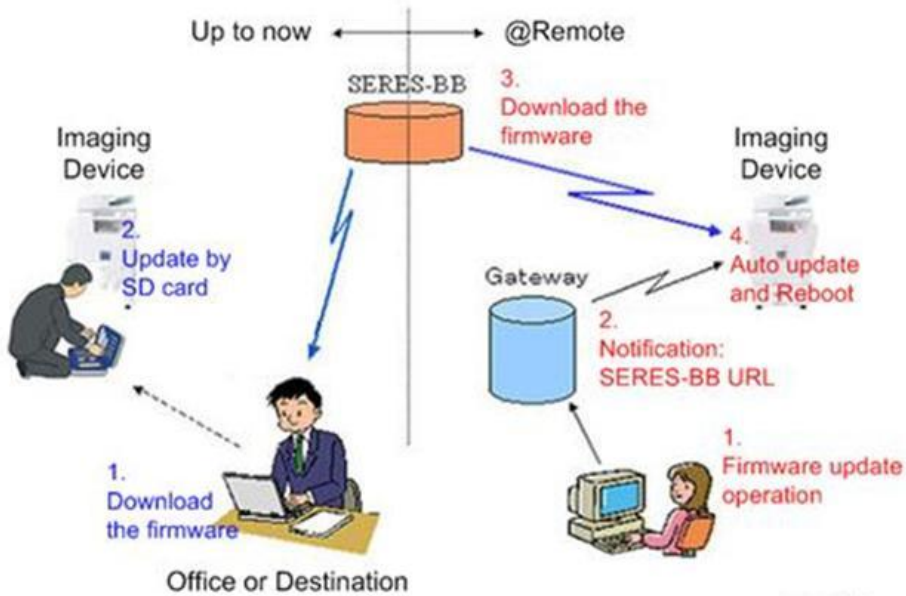 Up to now
@Remote
SERES-BB
3.
Download the
firmware
Imaging
Device
Imaging
Device
2.
Update by
SD card
4.
Auto update
and Reboot
Gateway
2.
Notification:
SERES-BB URL
1.
Download
the firmware
1.
Firmware update
operation
Office or Destination